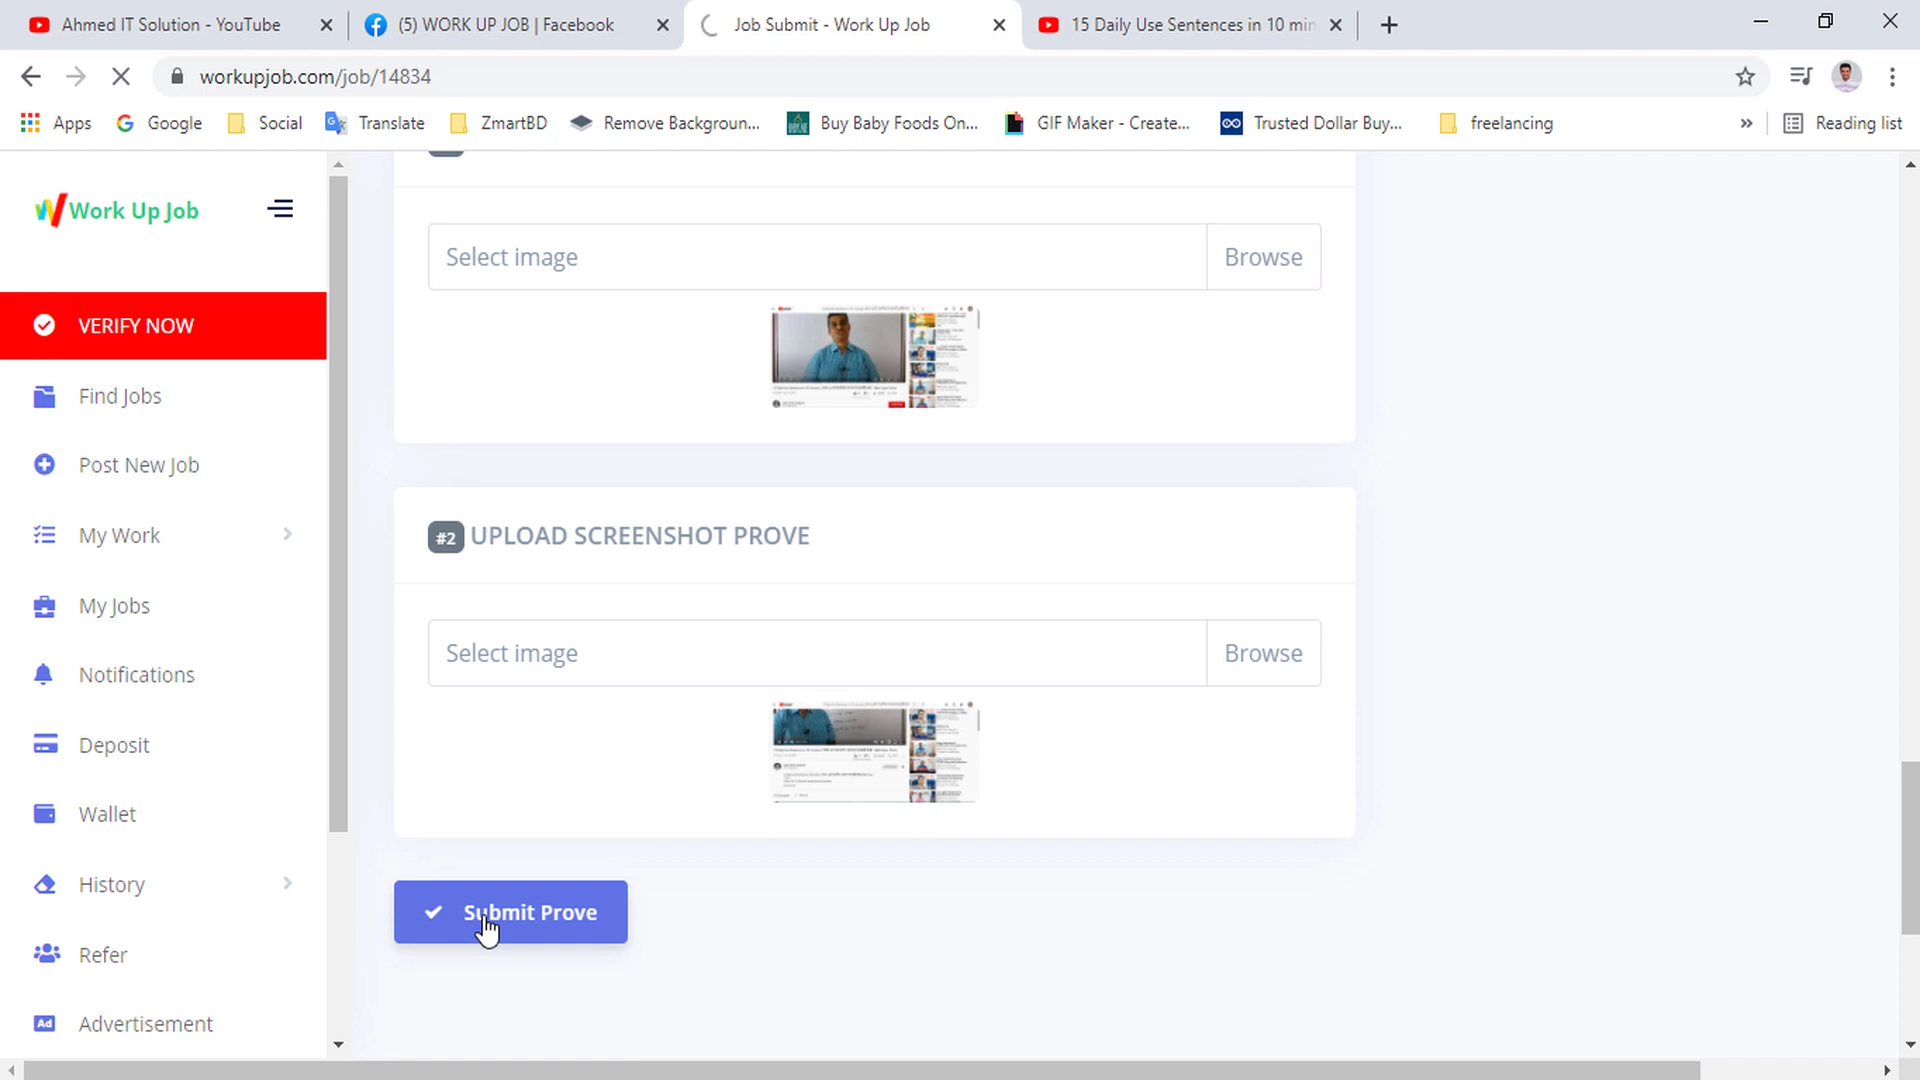 Ahmed IT Solution - YouTube
(5) WORK UP JOB | Facebook
Job Submit - Work Up Job
15 Daily Use Sentences in 10 min
workupjob.com/job/14834
Apps
Google
Social
Translate
ZmartBD
Remove Backgroun...
Buy Baby Foods On...
GIF Maker - Create...
Trusted Dollar Buy...
freelancing
»
Reading list
Work Up Job
VERIFY NOW
Find Jobs
Post New Job
My Work
My Jobs
Notifications
Deposit
Wallet
History
Refer
Ad Advertisement
Select image
Browse
#2 UPLOAD SCREENSHOT PROVE
Select image
Browse
Submit Prove